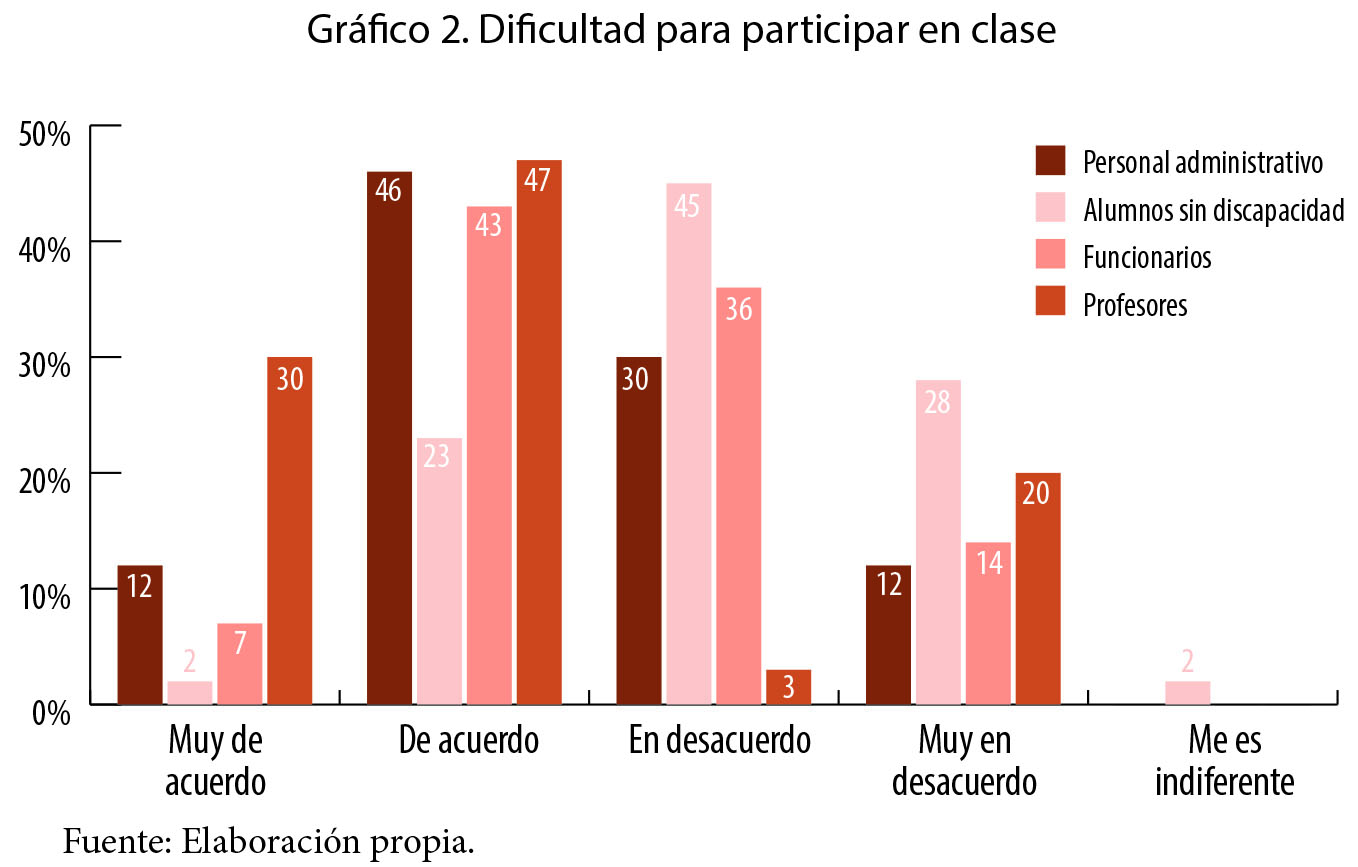 Gráfico 2. Dificultad para participar en clase
50%
40%
30%
20%
10%
0%
Personal administrativo
Alumnos sin discapacidad
Funcionarios
Profesores
12
2
7
30
46
23
43
47
30
45
36
3
12
28
14
20
2
Muy de
acuerdo
De acuerdo
En desacuerdo
Muy en
desacuerdo
Me es
indiferente
Fuente: Elaboración propia.